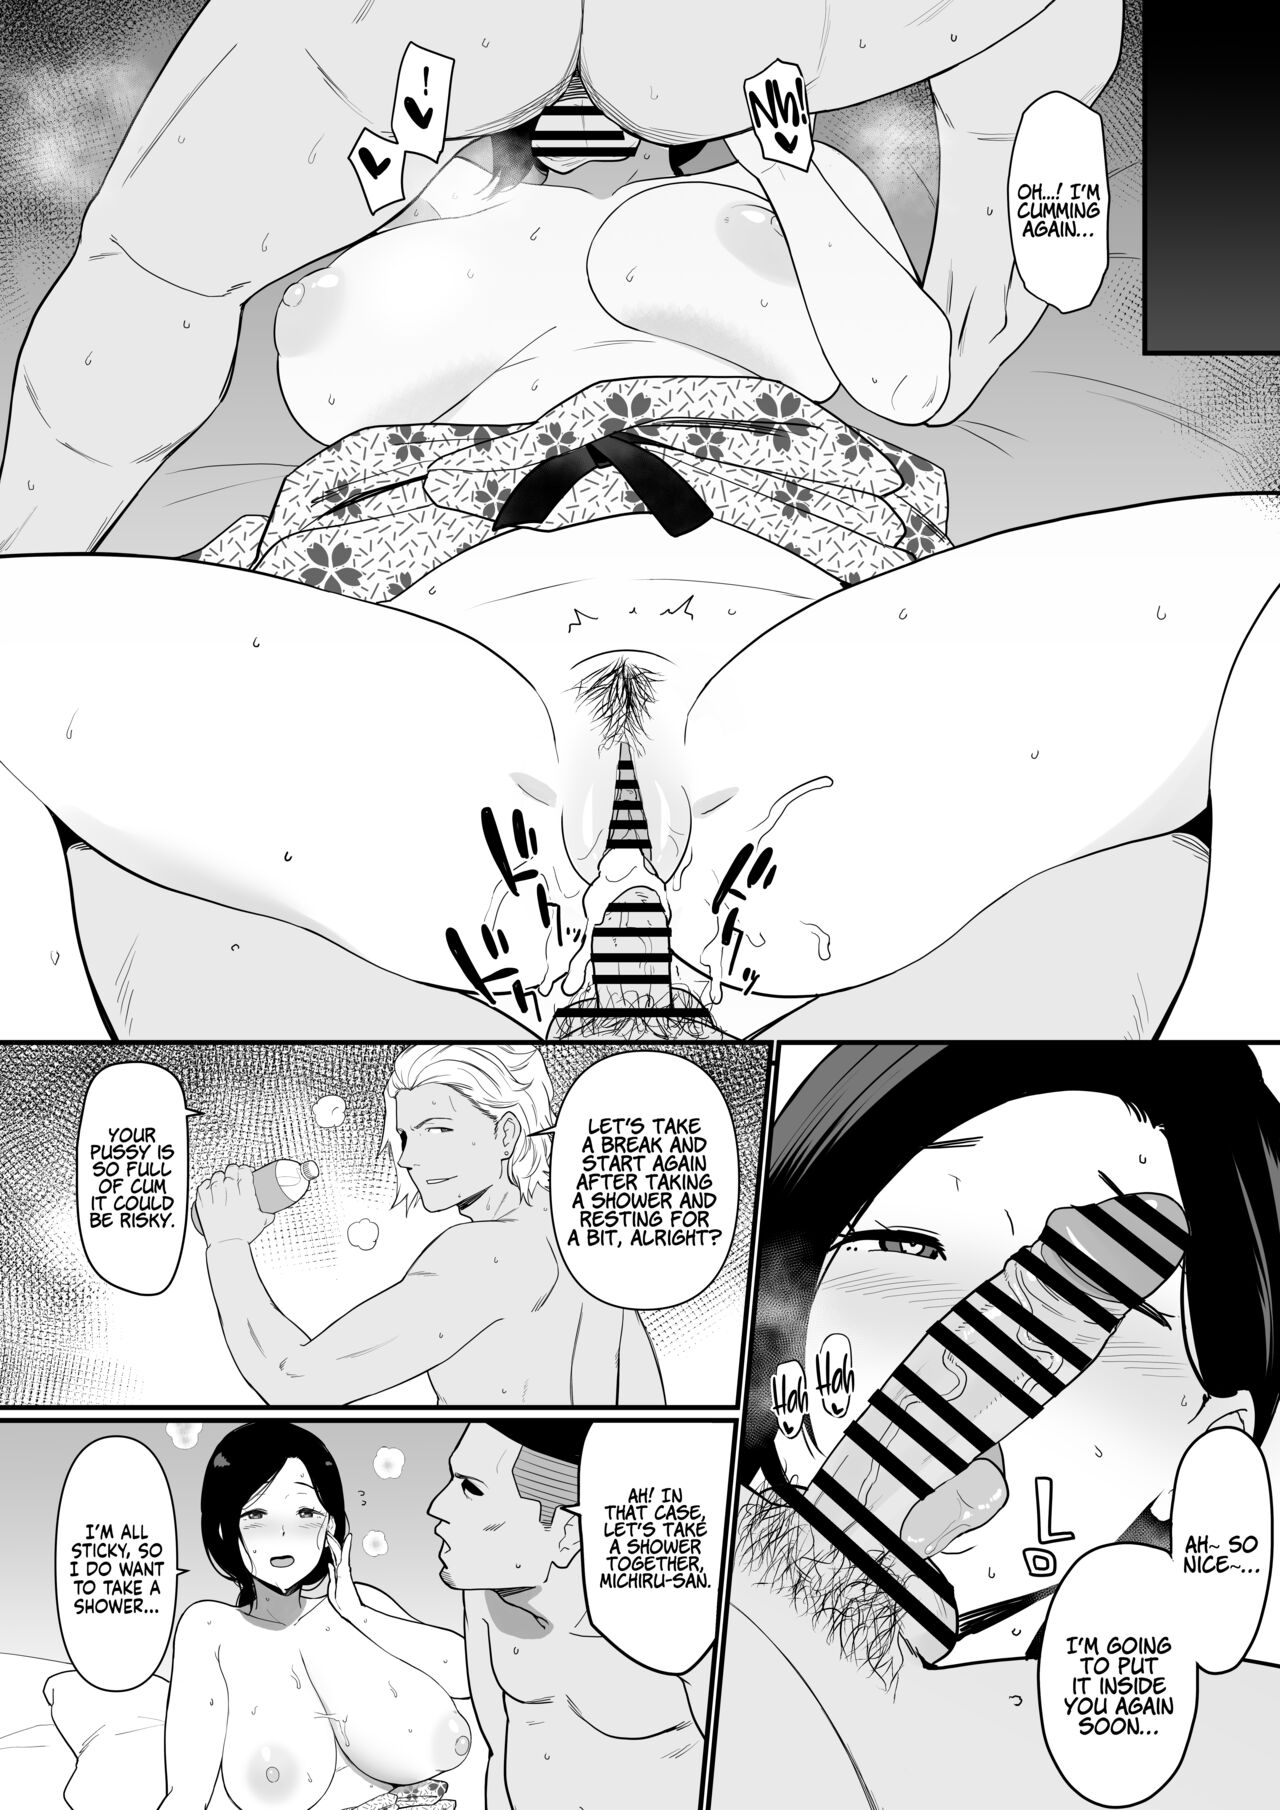 Nh!
OH...! I'M
CUMMING
AGAIN...
!
ドクッ
ドクッ
ドクッ
ドクッ
LET'S TAKE
A BREAK AND
START AGAIN
AFTER TAKING
A SHOWER AND
RESTING FOR
A BIT, ALRIGHT?
YOUR
PUSSY IS
SO FULL
OF CUM
IT COULD
BE RISKY.
Hah
Hah
AH~ SO
NICE~...
I'M GOING
TO PUT
IT INSIDE
YOU AGAIN
SOON...
AH! IN
THAT CASE,
LET'S TAKE
A SHOWER
TOGETHER,
MICHIRU-SAN.
I'M ALL
STICKY, SO
I DO WANT
TO TAKE A
SHOWER...